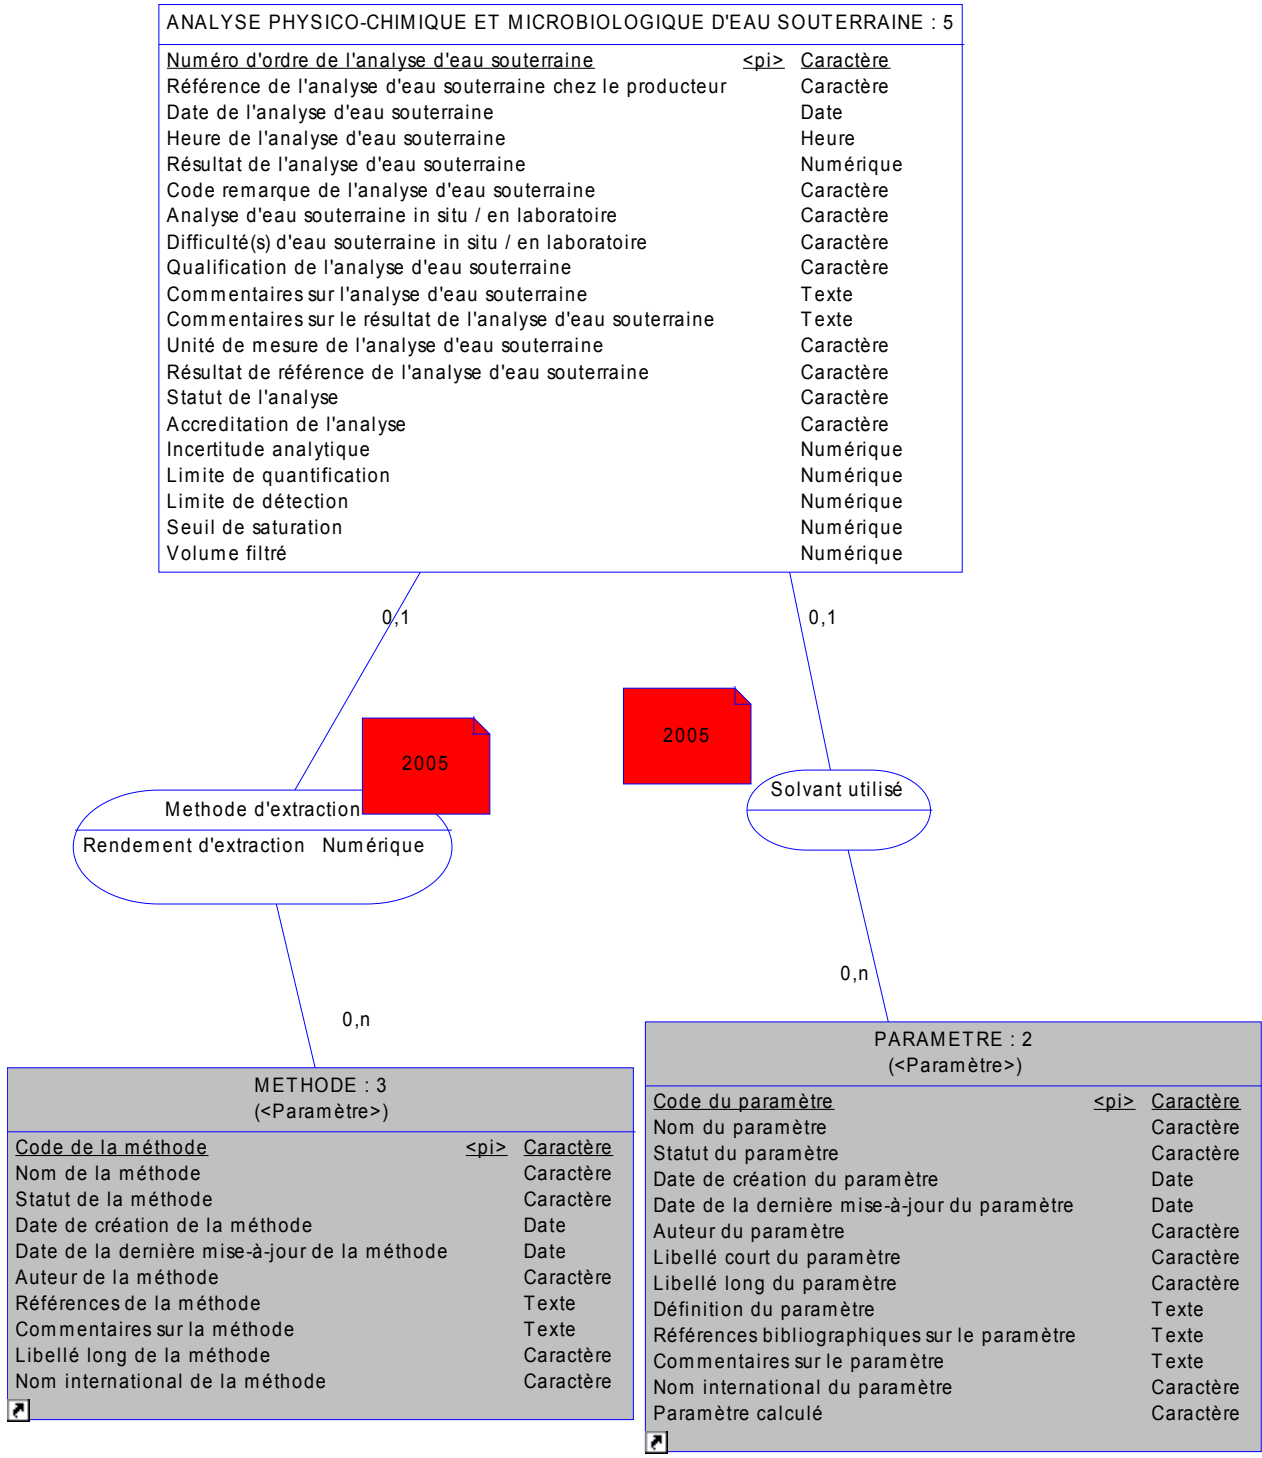 ANALYSE PHYSICO-CHIMIQUE ET MICROBIOLOGIQUE D'EAU SOUTERRAINE : 5
Numéro d'ordre de l'analyse d'eau souterraine <pi> Caractère
Référence de l'analyse d'eau souterraine chez le producteur Caractère
Date de l'analyse d'eau souterraine Date
Heure de l'analyse d'eau souterraine Heure
Résultat de l'analyse d'eau souterraine Numérique
Code remarque de l'analyse d'eau souterraine Caractère
Analyse d'eau souterraine in situ / en laboratoire Caractère
Difficulté(s) d'eau souterraine in situ / en laboratoire Caractère
Qualification de l'analyse d'eau souterraine Caractère
Commentaires sur l'analyse d'eau souterraine Texte
Commentaires sur le résultat de l'analyse d'eau souterraine Texte
Unité de mesure de l'analyse d'eau souterraine Caractère
Résultat de référence de l'analyse d'eau souterraine Caractère
Statut de l'analyse Caractère
Accreditation de l'analyse Caractère
Incertitude analytique Numérique
Limite de quantification Numérique
Limite de détection Numérique
Seuil de saturation Numérique
Volume filtré Numérique
0,1
0,1
2005
2005
Methode d'extraction
Rendement d'extraction Numérique
Solvant utilisé
0,n
0,n
METHODE : 3
(<Paramètre>)
Code de la méthode <pi> Caractère
Nom de la méthode Caractère
Statut de la méthode Caractère
Date de création de la méthode Date
Date de la dernière mise-à-jour de la méthode Date
Auteur de la méthode Caractère
Références de la méthode Texte
Commentaires sur la méthode Texte
Libellé long de la méthode Caractère
Nom international de la méthode Caractère
PARAMETRE : 2
(<Paramètre>)
Code du paramètre <pi> Caractère
Nom du paramètre Caractère
Statut du paramètre Caractère
Date de création du paramètre Date
Date de la dernière mise-à-jour du paramètre Date
Auteur du paramètre Caractère
Libellé court du paramètre Caractère
Libellé long du paramètre Caractère
Définition du paramètre Texte
Références bibliographiques sur le paramètre Texte
Commentaires sur le paramètre Texte
Nom international du paramètre Caractère
Paramètre calculé Caractère